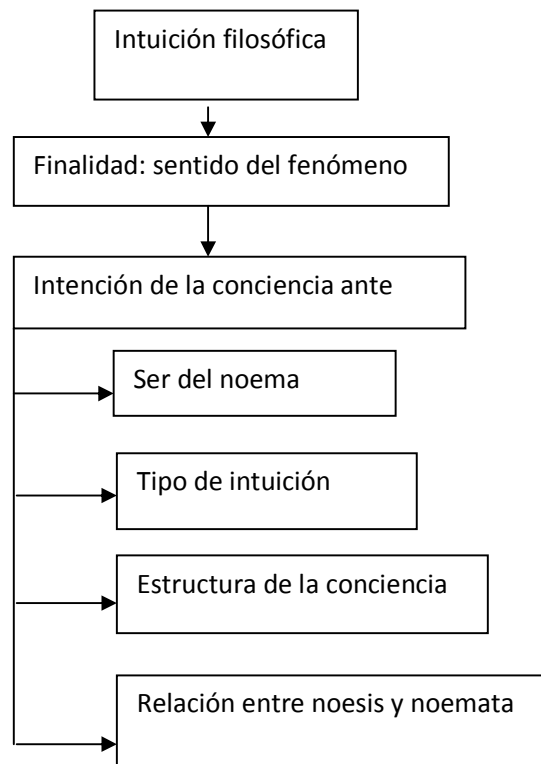 Intuición filosófica
Finalidad: sentido del fenómeno
Intención de la conciencia ante
Ser del noema
Tipo de intuición
Estructura de la conciencia
Relación entre noesis y noemata